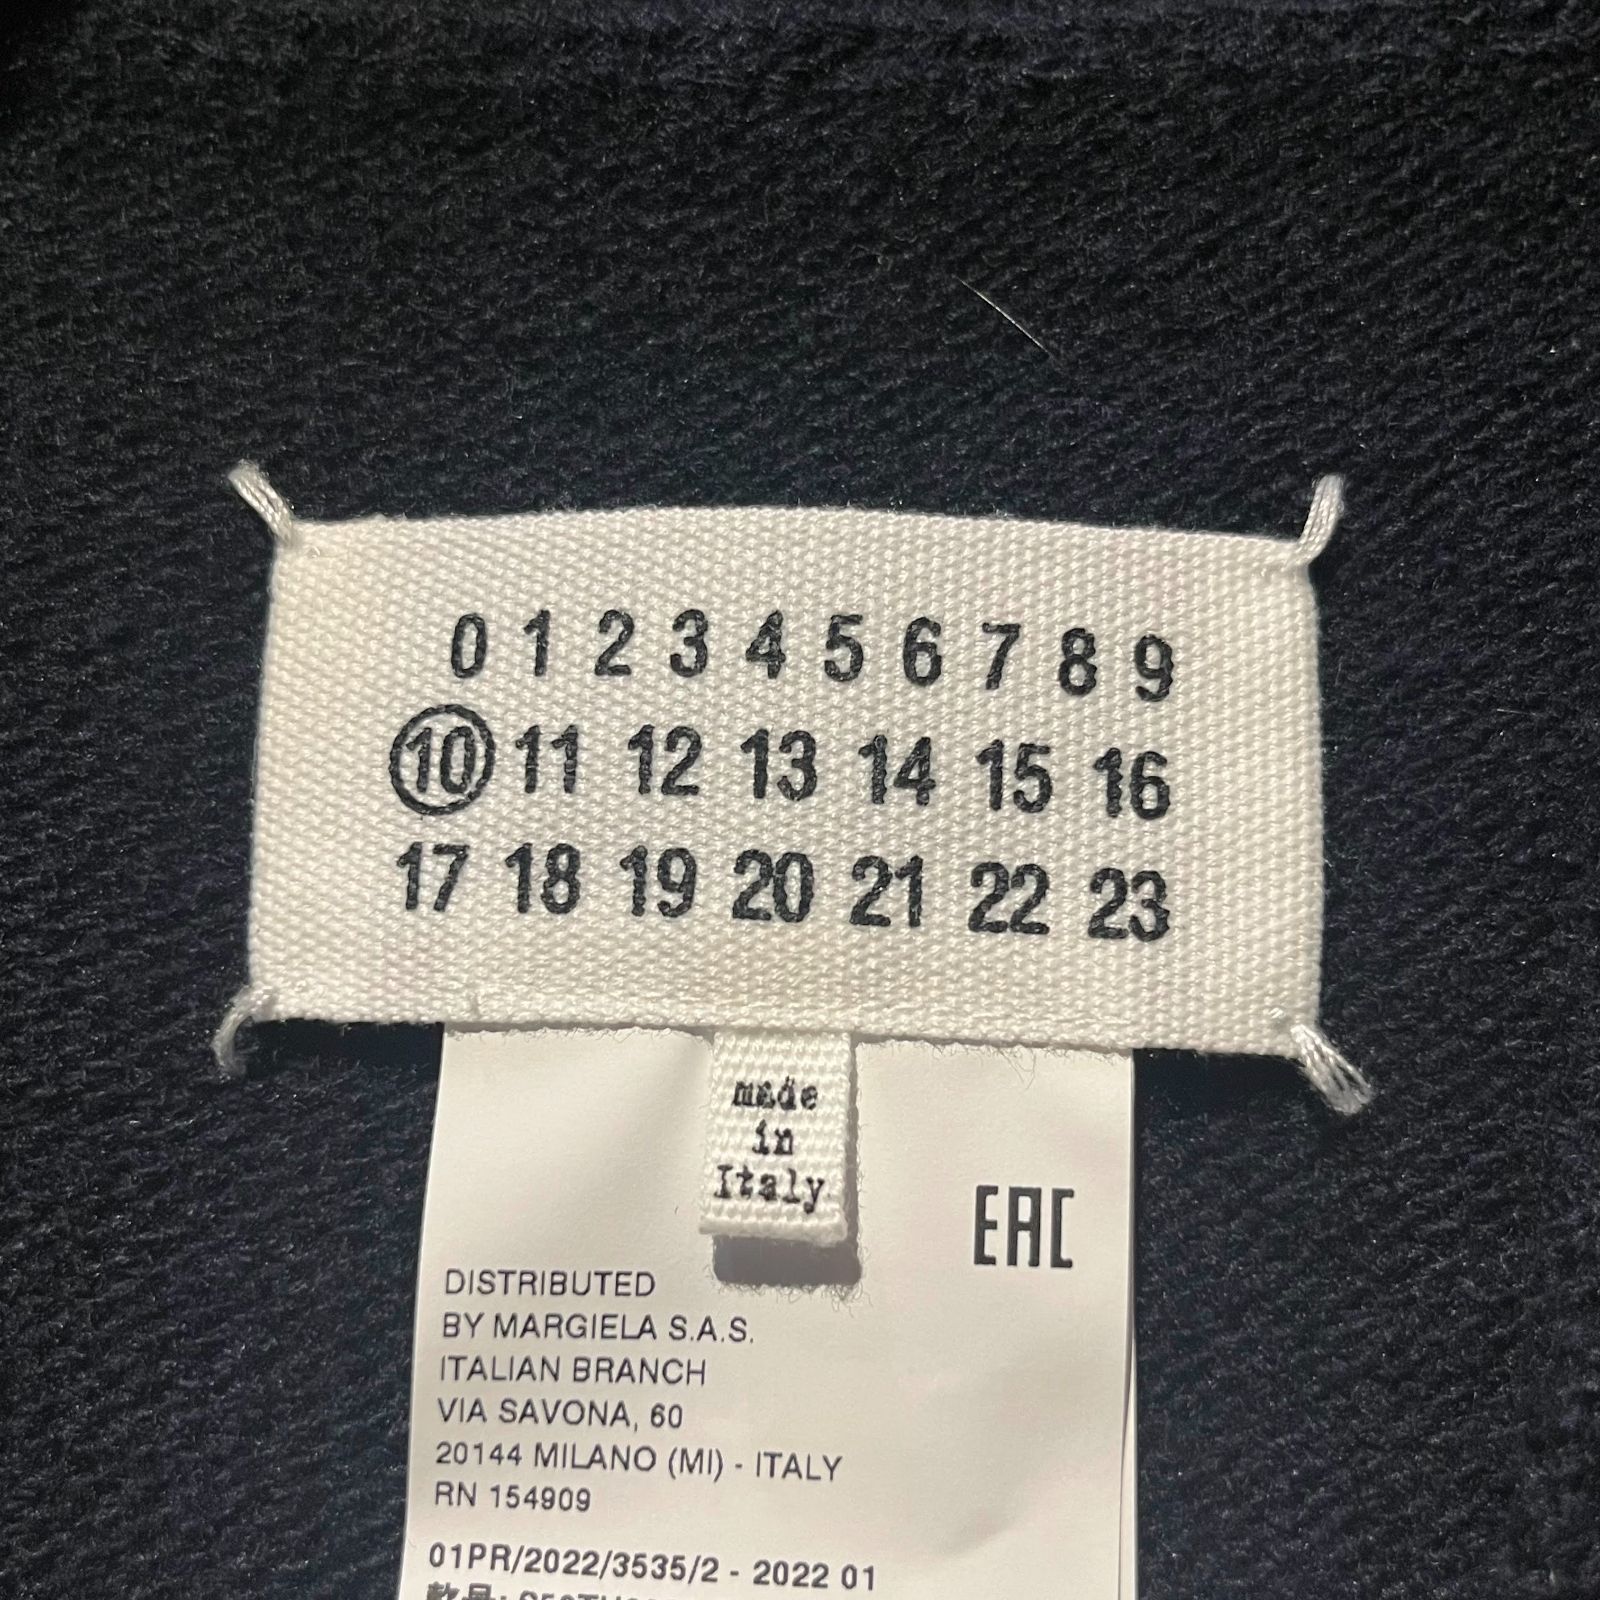 0 1 2 3 4 5 6 7 8 9
10 11 12 13 14 15 16
17 18 19 20 21 22 23
made
in
Italy
EAC
DISTRIBUTED
BY MARGIELA S.A.S.
ITALIAN BRANCH
VIA SAVONA, 60
20144 MILANO (MI) - ITALY
RN 154909
01PR/2022/3535/2 - 2022 01
款号: